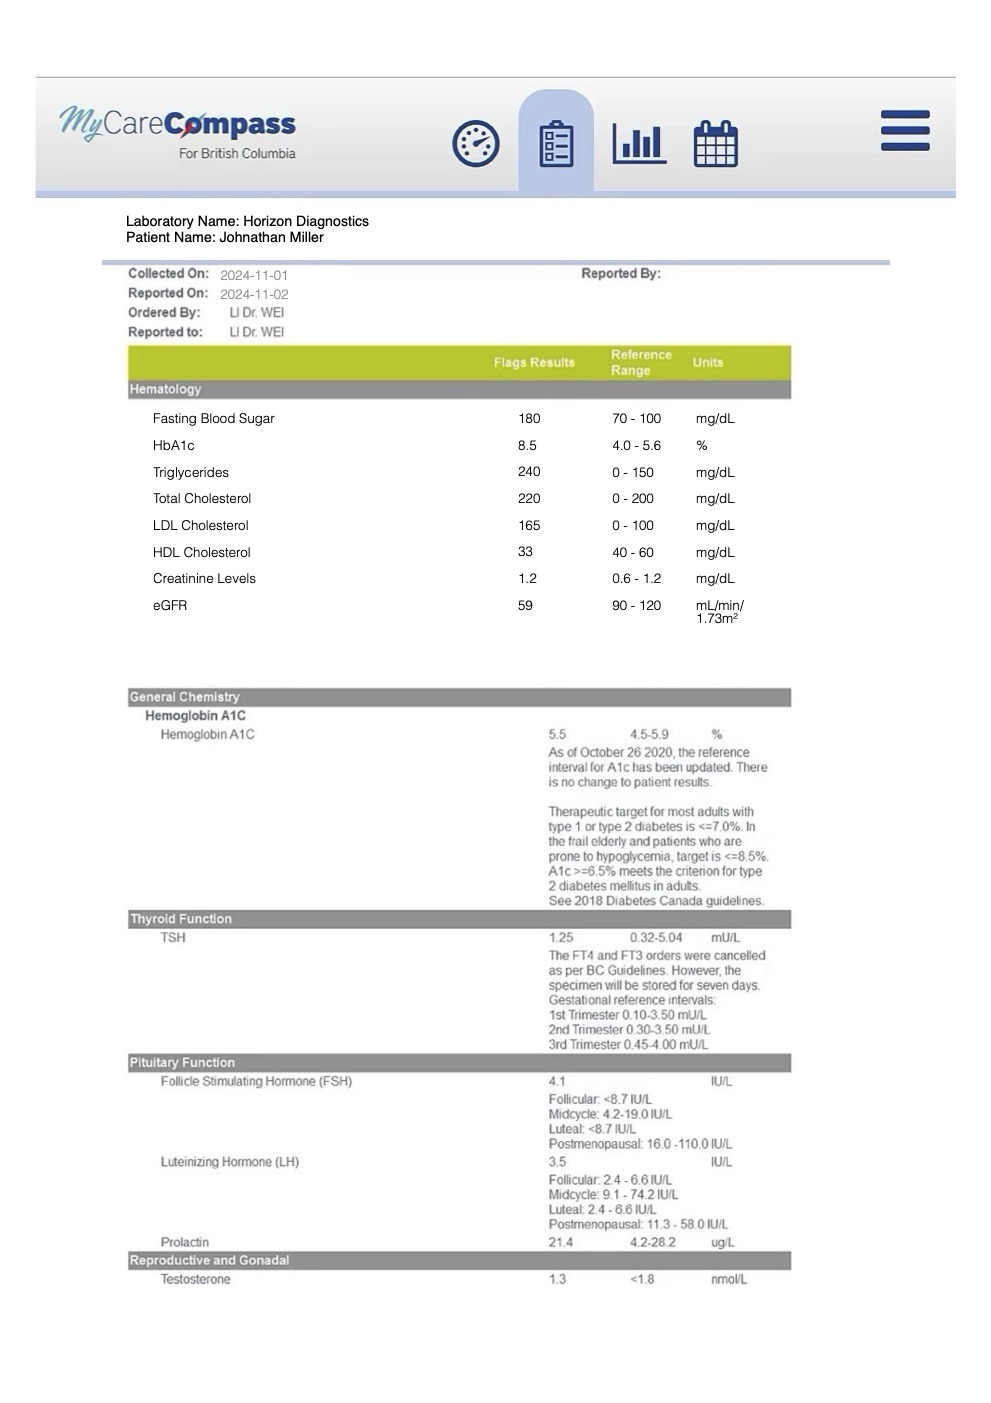 MyCareCompass
For British Columbia
Laboratory Name: Horizon Diagnostics
Patient Name: Johnathan Miller
Collected On: 2024-11-01 Reported By:
Reported On: 2024-11-02
Ordered By: LI Dr. WEI
Reported to: LI Dr. WEI
Flags Results Reference Range Units
Hematology
Fasting Blood Sugar 180 70 - 100 mg/dL
HbA1c 8.5 4.0 - 5.6 %
Triglycerides 240 0 - 150 mg/dL
Total Cholesterol 220 0 - 200 mg/dL
LDL Cholesterol 165 0 - 100 mg/dL
HDL Cholesterol 33 40 - 60 mg/dL
Creatinine Levels 1.2 0.6 - 1.2 mg/dL
eGFR 59 90 - 120 mL/min/
1.73m²
General Chemistry
Hemoglobin A1C
Hemoglobin A1C 5.5 4.5-5.9 %
As of October 26 2020, the reference
interval for A1c has been updated. There
is no change to patient results.
Therapeutic target for most adults with
type 1 or type 2 diabetes is <=7.0%. In
the frail elderly and patients who are
prone to hypoglycemia, target is <=8.5%.
A1c >=6.5% meets the criterion for type
2 diabetes mellitus in adults.
See 2018 Diabetes Canada guidelines.
Thyroid Function
TSH 1.25 0.32-5.04 mU/L
The FT4 and FT3 orders were cancelled
as per BC Guidelines. However, the
specimen will be stored for seven days.
Gestational reference intervals:
1st Trimester 0.10-3.50 mU/L
2nd Trimester 0.30-3.50 mU/L
3rd Trimester 0.45-4.00 mU/L
Pituitary Function
Follicle Stimulating Hormone (FSH) 4.1 IU/L
Follicular: <8.7 IU/L
Midcycle: 4.2-19.0 IU/L
Luteal: <8.7 IU/L
Postmenopausal: 16.0 -110.0 IU/L
Luteinizing Hormone (LH) 3.5 IU/L
Follicular: 2.4 - 6.6 IU/L
Midcycle: 9.1 - 74.2 IU/L
Luteal: 2.4 - 6.6 IU/L
Postmenopausal: 11.3 - 58.0 IU/L
Prolactin 21.4 4.2-28.2 ug/L
Reproductive and Gonadal
Testosterone 1.3 <1.8 nmol/L